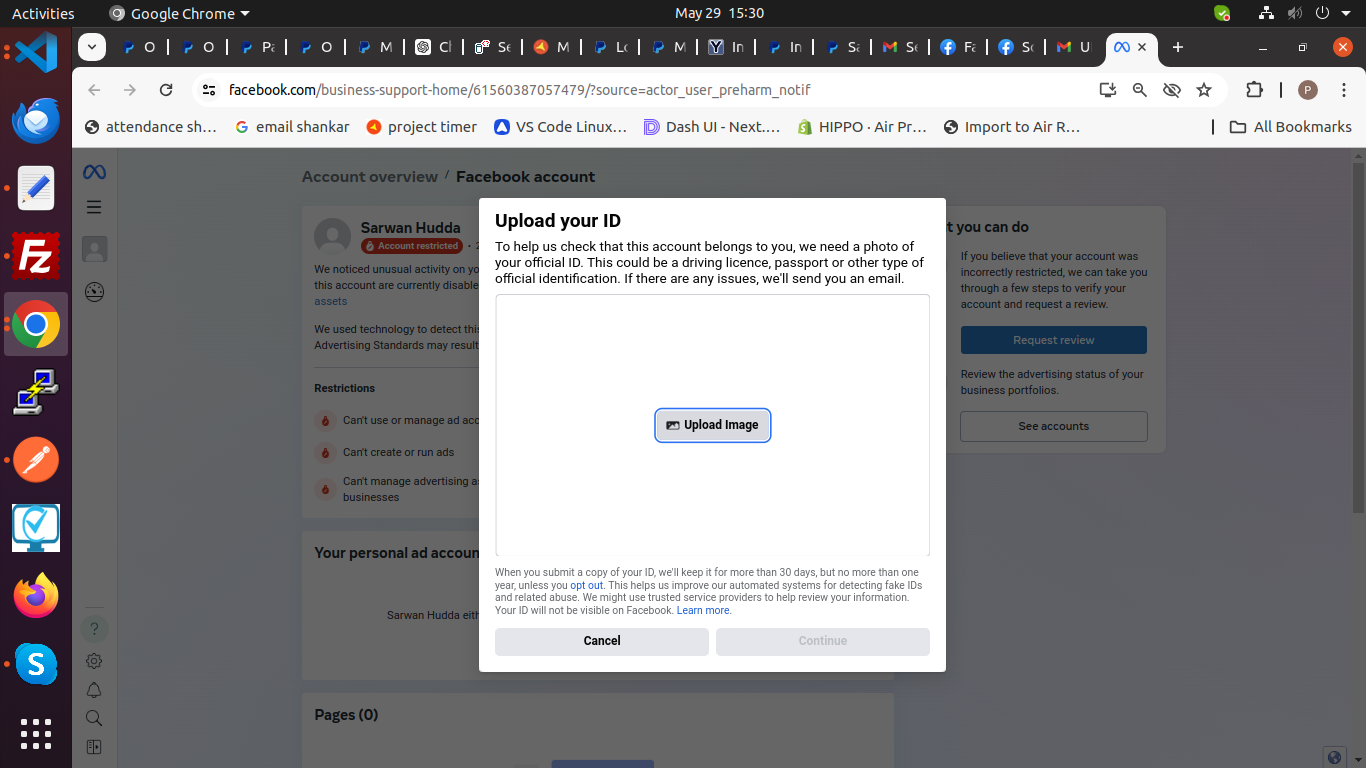 Activities Google Chrome May 29 15:30
O O Pa O M Cl Se M Lo M In In Sa Se Fa So U
facebook.com/business-support-home/61560387057479/?source=actor_user_preharm_notif P
attendance sh... email shankar project timer VS Code Linux... Dash UI - Next.... HIPPO · Air Pr... Import to Air R... All Bookmarks
Account overview / Facebook account
Sarwan Hudda
Account restricted
We noticed unusual activity on yo
this account are currently disable
assets
We used technology to detect this
Advertising Standards may result
Restrictions
Can't use or manage ad acc
Can't create or run ads
Can't manage advertising as
businesses
Your personal ad accoun
Sarwan Hudda eith
Pages (0)
Upload your ID
To help us check that this account belongs to you, we need a photo of
your official ID. This could be a driving licence, passport or other type of
official identification. If there are any issues, we'll send you an email.
Upload Image
When you submit a copy of your ID, we'll keep it for more than 30 days, but no more than one
year, unless you opt out. This helps us improve our automated systems for detecting fake IDs
and related abuse. We might use trusted service providers to help review your information.
Your ID will not be visible on Facebook. Learn more.
Cancel Continue
t you can do
If you believe that your account was
incorrectly restricted, we can take you
through a few steps to verify your
account and request a review.
Request review
Review the advertising status of your
business portfolios.
See accounts